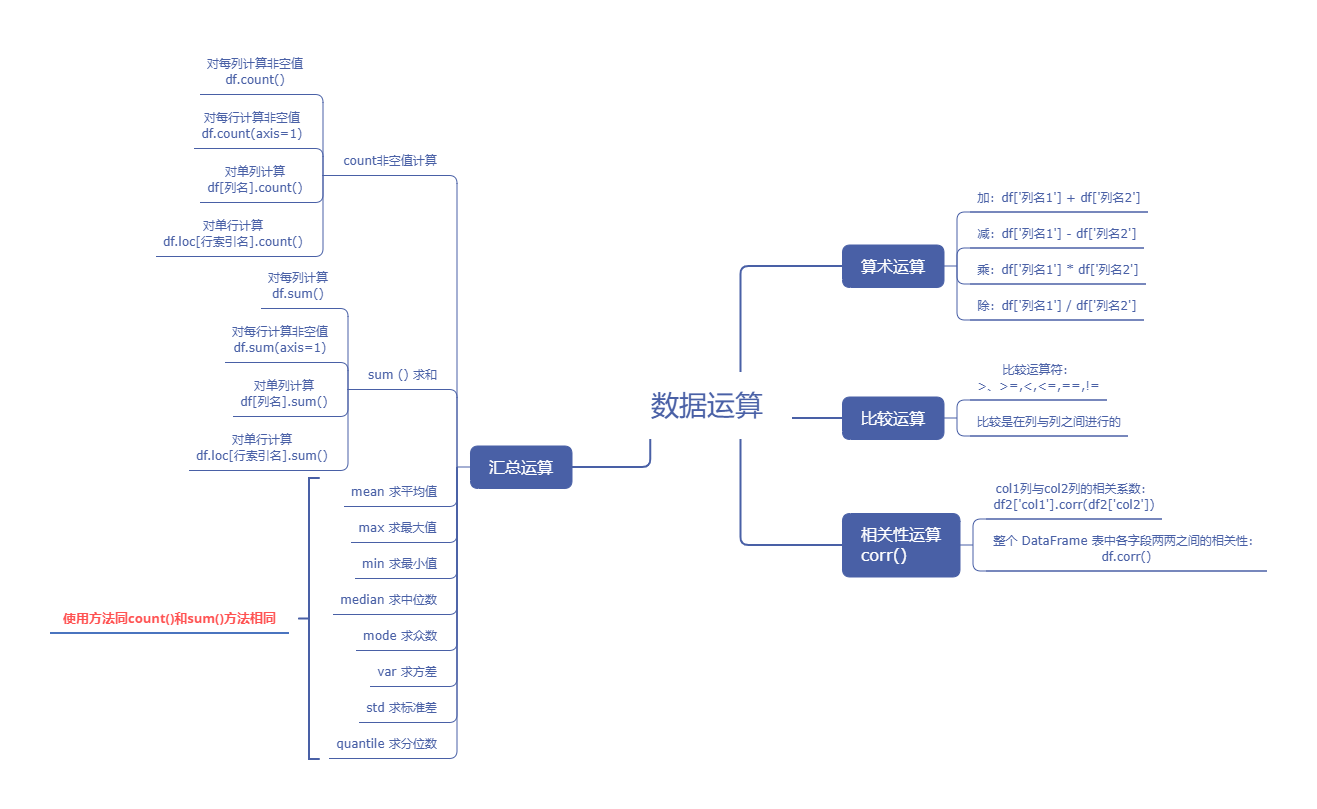 数据运算
算术运算
加：df['列名1'] + df['列名2']
减：df['列名1'] - df['列名2']
乘：df['列名1'] * df['列名2']
除：df['列名1'] / df['列名2']
比较运算
比较运算符：
>、>=,<,<=,==,!=
比较是在列与列之间进行的
相关性运算
corr()
col1列与col2列的相关系数：
df2['col1'].corr(df2['col2'])
整个 DataFrame 表中各字段两两之间的相关性：
df.corr()
汇总运算
count非空值计算
对每列计算非空值
df.count()
对每行计算非空值
df.count(axis=1)
对单列计算
df[列名].count()
对单行计算
df.loc[行索引名].count()
sum（）求和
对每列计算
df.sum()
对每行计算非空值
df.sum(axis=1)
对单列计算
df[列名].sum()
对单行计算
df.loc[行索引名].sum()
mean 求平均值
max 求最大值
min 求最小值
median 求中位数
mode 求众数
var 求方差
std 求标准差
quantile 求分位数
使用方法同count()和sum()方法相同